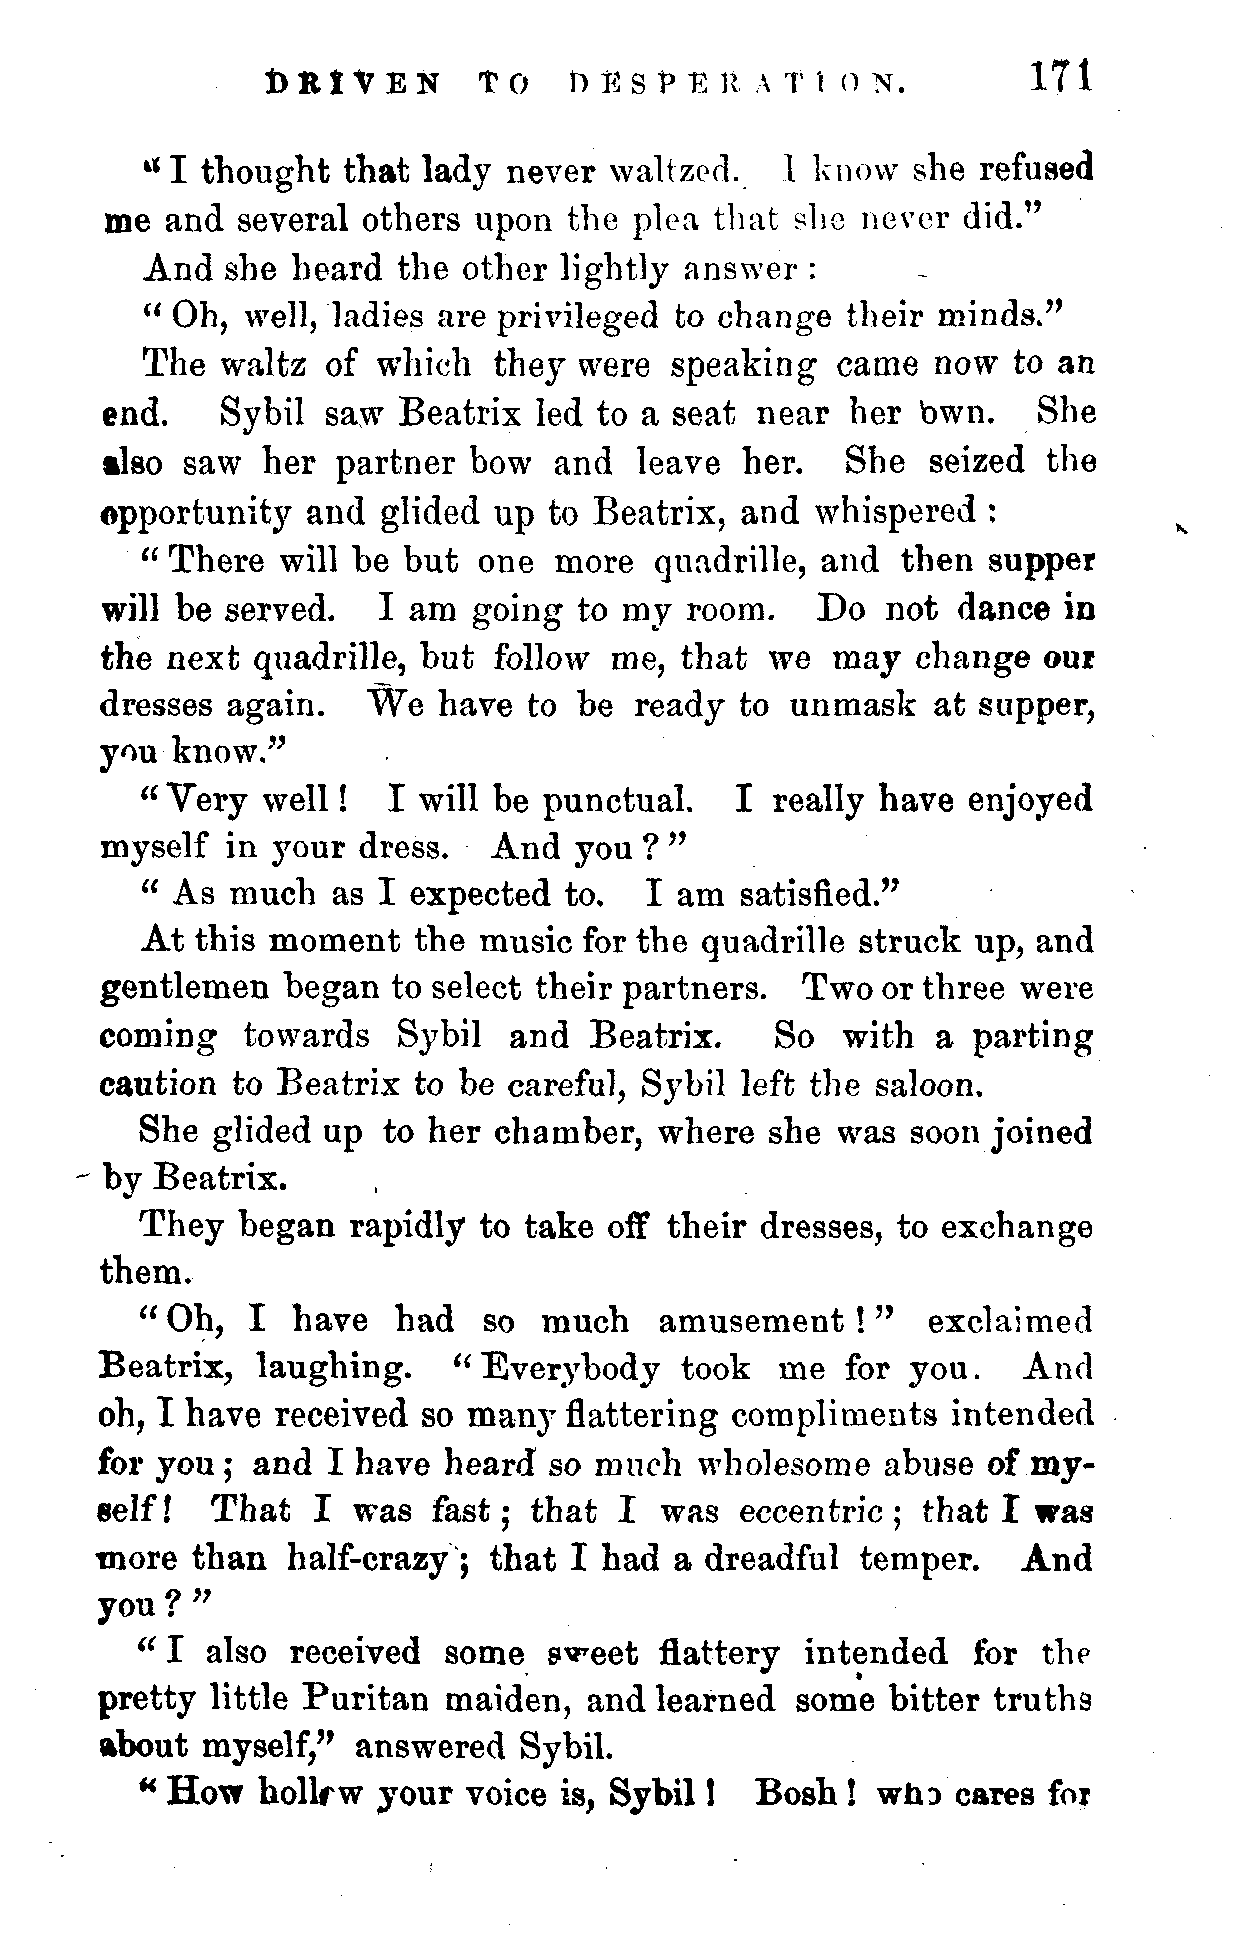 DRIVEN TO DESPERATION. 171
"I thought that lady never waltzed. I know she refused
me and several others upon the plea that she never did."
And she heard the other lightly answer :
"Oh, well, ladies are privileged to change their minds."
The waltz of which they were speaking came now to an
end. Sybil saw Beatrix led to a seat near her own. She
also saw her partner bow and leave her. She seized the
opportunity and glided up to Beatrix, and whispered :
"There will be but one more quadrille, and then supper
will be served. I am going to my room. Do not dance in
the next quadrille, but follow me, that we may change our
dresses again. We have to be ready to unmask at supper,
you know."
"Very well! I will be punctual. I really have enjoyed
myself in your dress. And you?"
"As much as I expected to. I am satisfied."
At this moment the music for the quadrille struck up, and
gentlemen began to select their partners. Two or three were
coming towards Sybil and Beatrix. So with a parting
caution to Beatrix to be careful, Sybil left the saloon.
She glided up to her chamber, where she was soon joined
by Beatrix.
They began rapidly to take off their dresses, to exchange
them.
"Oh, I have had so much amusement!" exclaimed
Beatrix, laughing. "Everybody took me for you. And
oh, I have received so many flattering compliments intended
for you; and I have heard so much wholesome abuse of my-
self! That I was fast; that I was eccentric; that I was
more than half-crazy; that I had a dreadful temper. And
you?"
"I also received some sweet flattery intended for the
pretty little Puritan maiden, and learned some bitter truths
about myself," answered Sybil.
"How hollow your voice is, Sybil! Bosh! who cares for